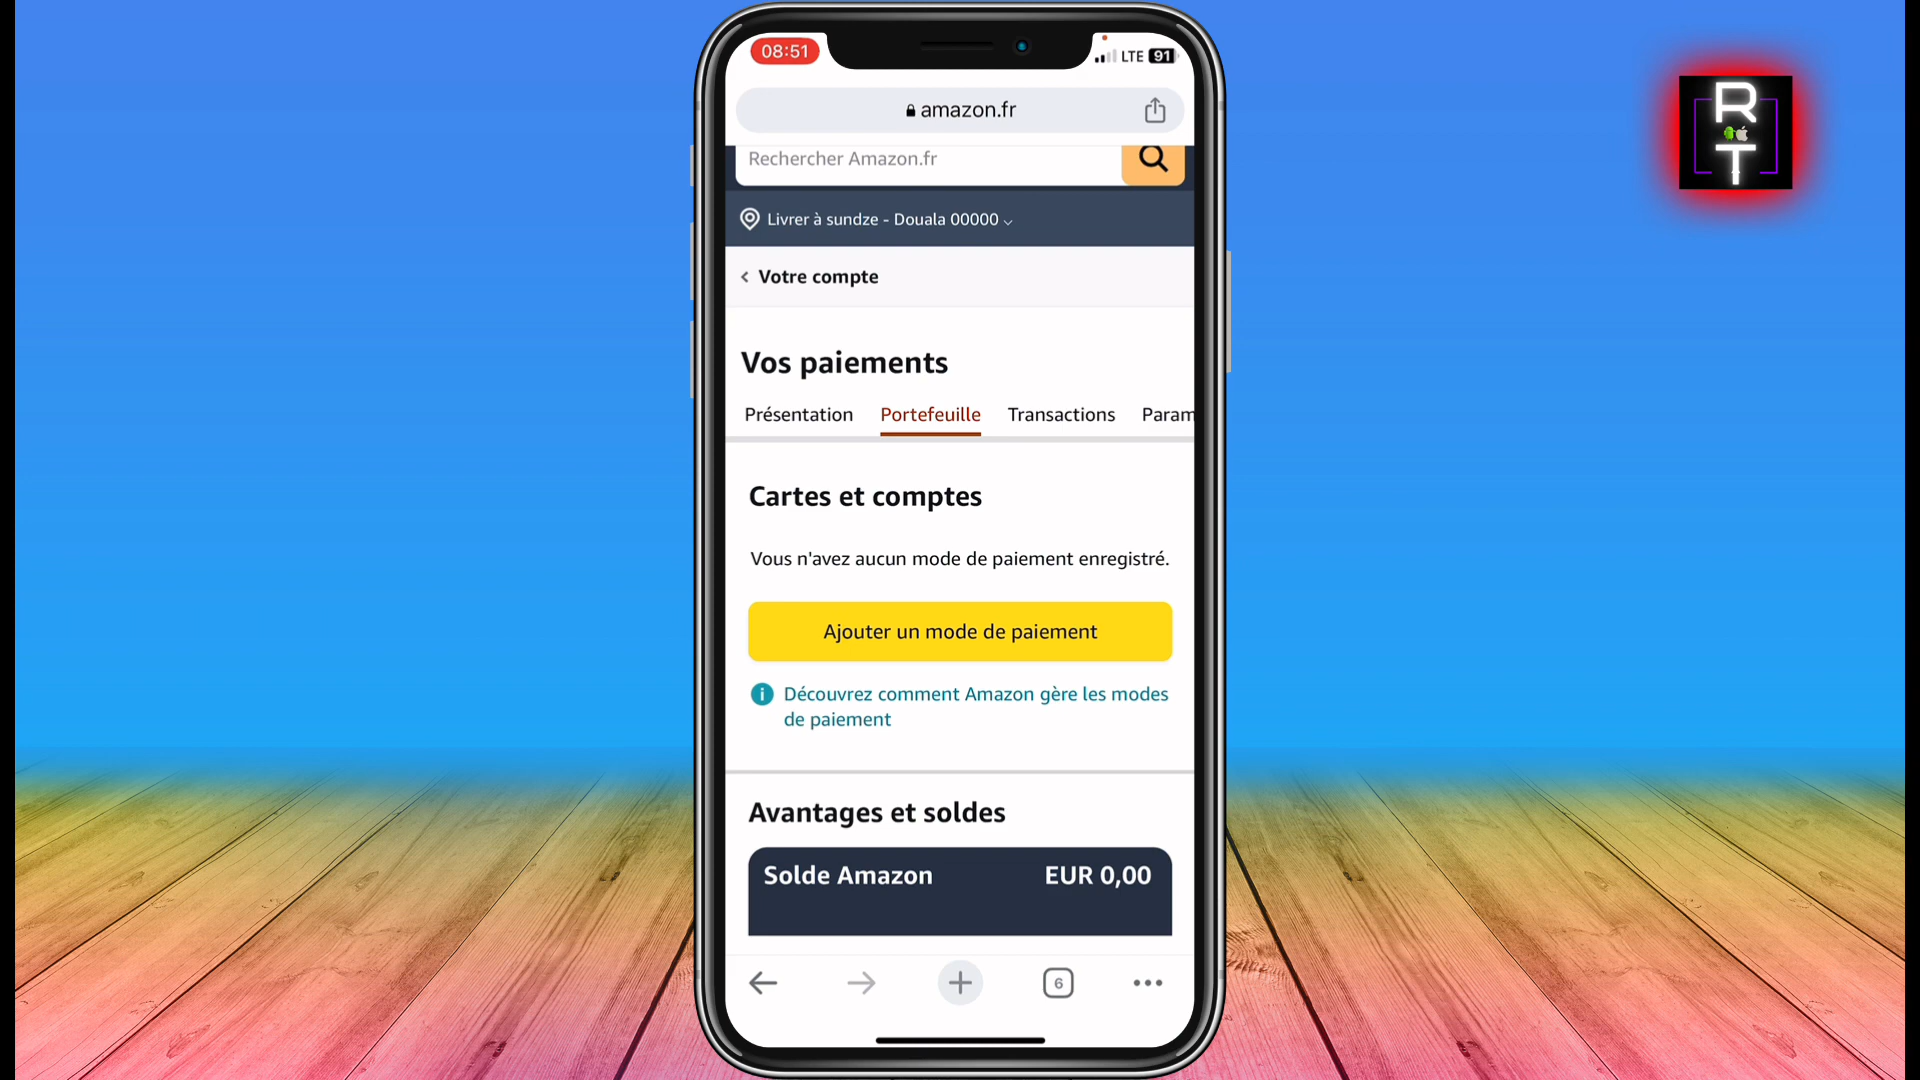 08:51
LTE 91
amazon.fr
Rechercher Amazon.fr
Livrer à sundze - Douala 00000
Votre compte
Vos paiements
Présentation Portefeuille Transactions Param
Cartes et comptes
Vous n'avez aucun mode de paiement enregistré.
Ajouter un mode de paiement
Découvrez comment Amazon gère les modes
de paiement
Avantages et soldes
Solde Amazon EUR 0,00
6
R
T